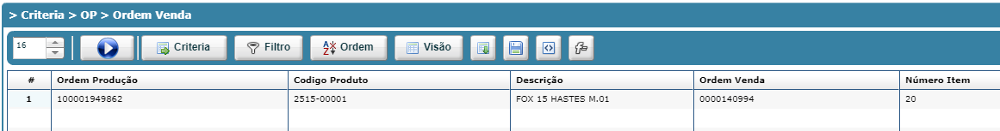 > Criteria > OP > Ordem Venda
16 Criteria Filtro Ordem Visão
# Ordem Produção Codigo Produto Descrição Ordem Venda Número Item
1 100001949862 2515-00001 FOX 15 HASTES M.01 0000140994 20